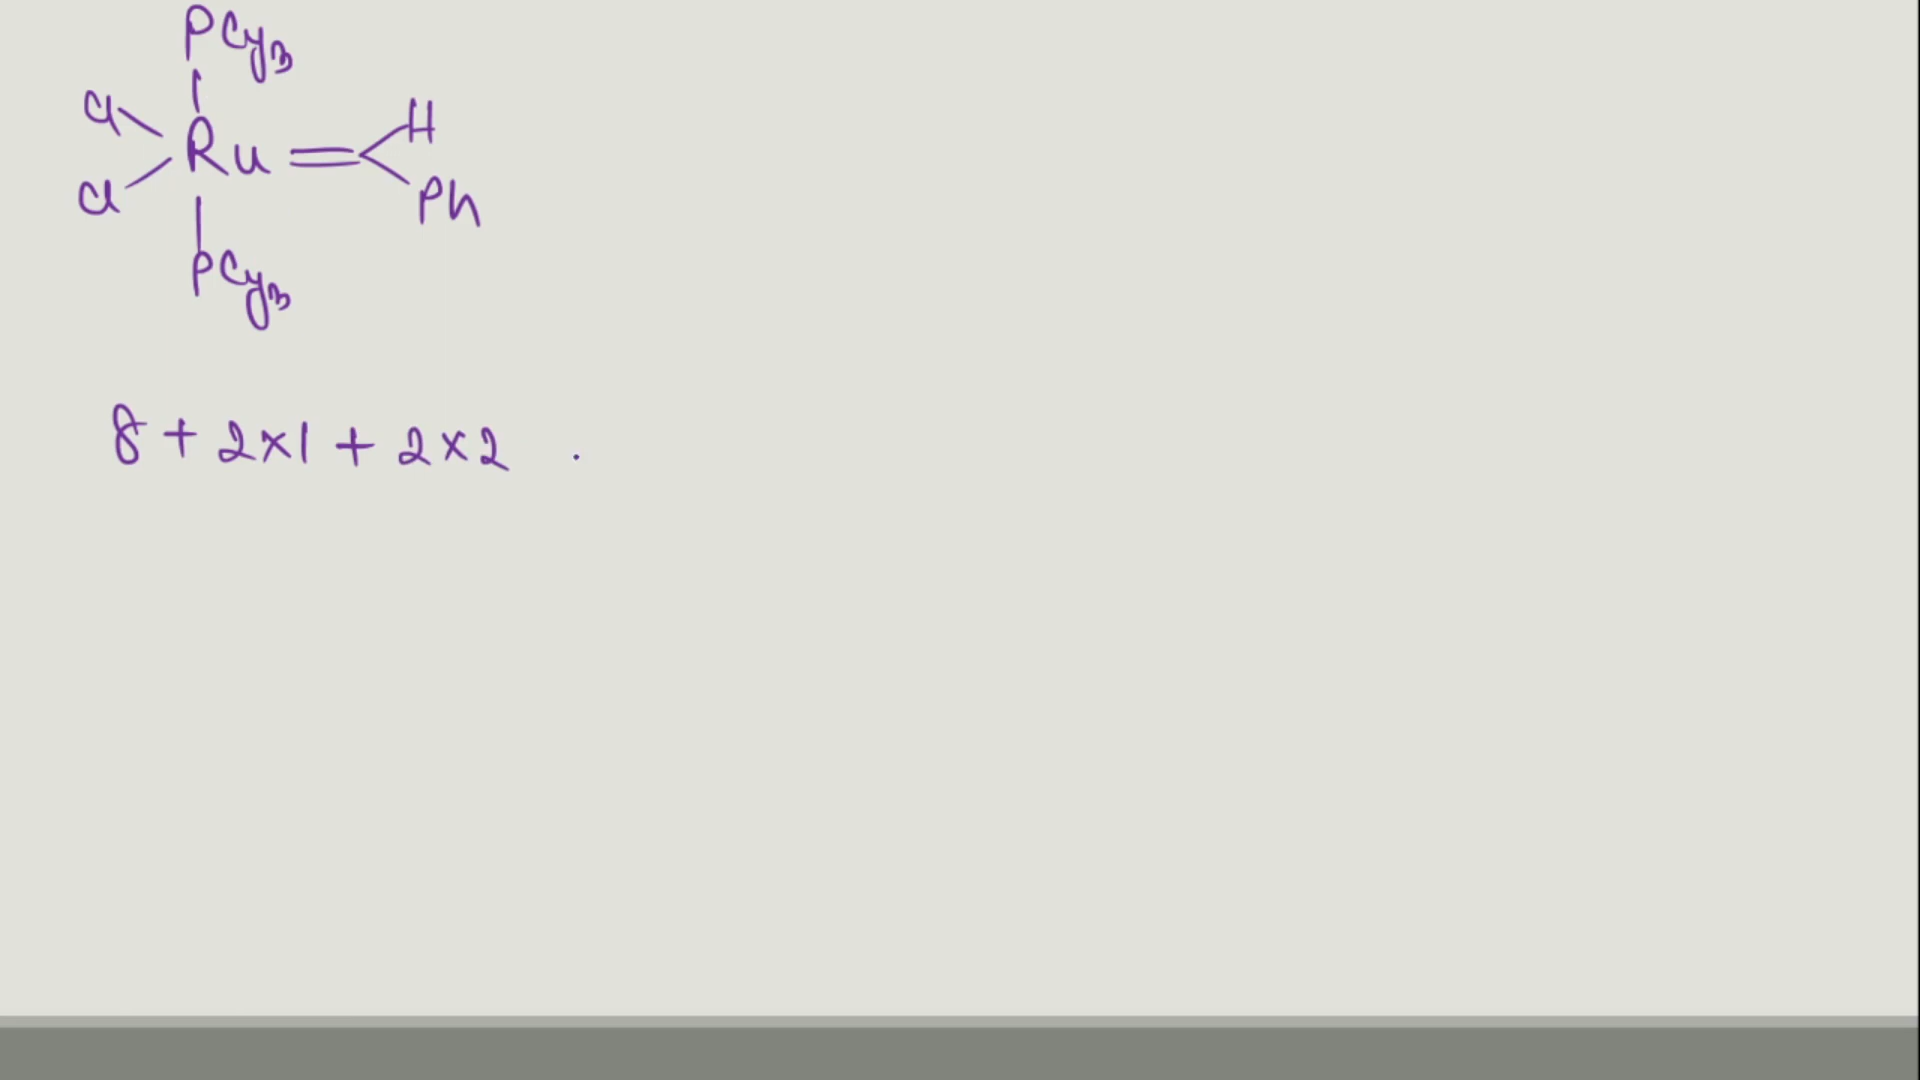 PCy3
Cl
H
Ru
Cl
Ph
PCy3
8 + 2×1 + 2×2 .